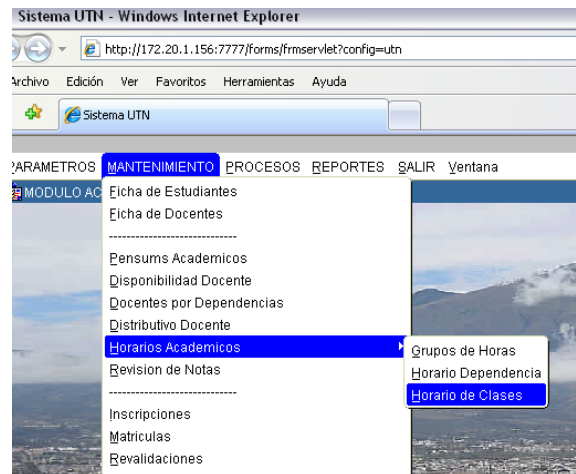 Sistema UTN - Windows Internet Explorer
http://172.20.1.156:7777/forms/frmservlet?config=utn
Archivo Edición Ver Favoritos Herramientas Ayuda
Sistema UTN
PARAMETROS MANTENIMIENTO PROCESOS REPORTES SALIR Ventana
MODULO AC
Ficha de Estudiantes
Ficha de Docentes
----------------------------
Pensums Academicos
Disponibilidad Docente
Docentes por Dependencias
Distributivo Docente
Horarios Academicos
Grupos de Horas
Horario Dependencia
Horario de Clases
Revision de Notas
----------------------------
Inscripciones
Matriculas
Revalidaciones